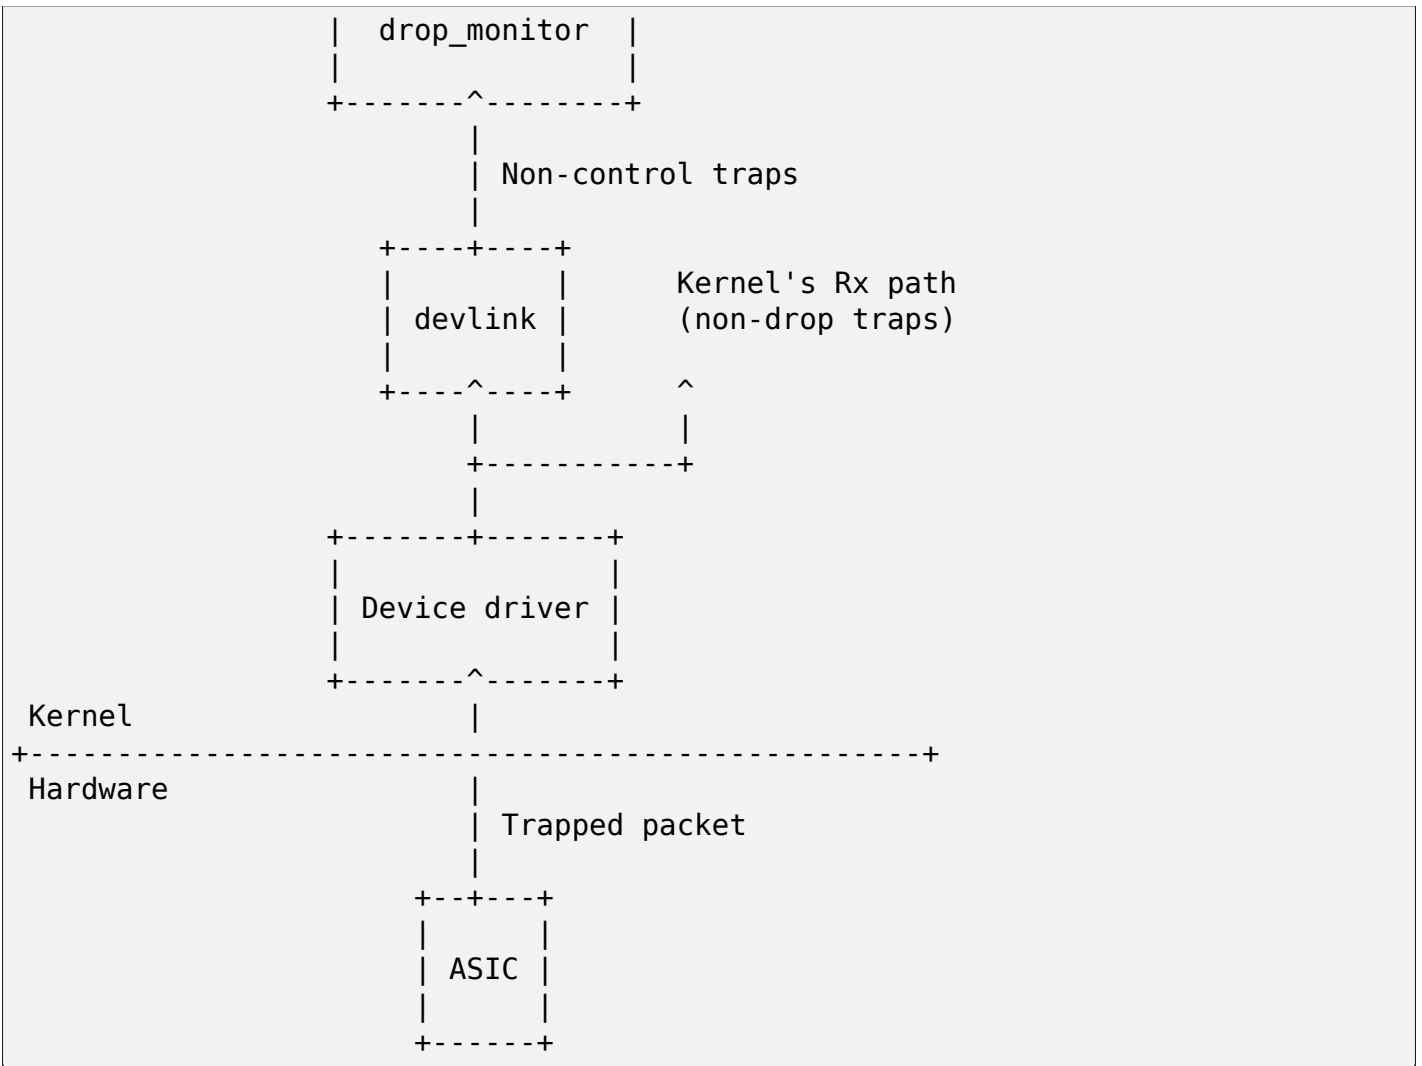 drop_monitor
Non-control traps
Kernel's Rx path
devlink (non-drop traps)
Device driver
Kernel
Hardware
Trapped packet
ASIC